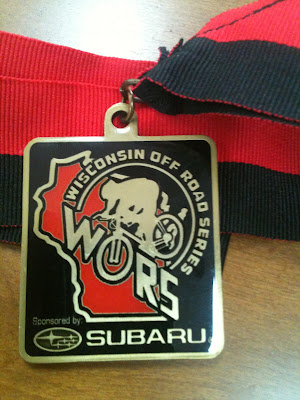 WISCONSIN OFF ROAD SERIES
WORS
Sponsored by:
SUBARU